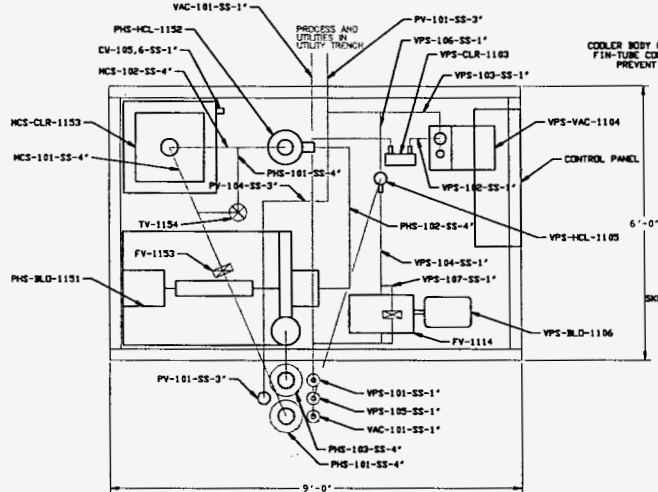 VAC-101-SS-1"
PHS-HCL-1152
CV-105,6-SS-1"
MCS-102-SS-4"
PROCESS AND
UTILITIES IN
UTILITY TRENCH
PV-101-SS-3"
VPS-106-SS-1"
VPS-CLR-1103
VPS-103-SS-1"
COOLER BODY
FIN-TUBE
PREVENT
MCS-CLR-1153
MCS-101-SS-4"
VPS-VAC-1104
CONTROL PANEL
PHS-101-SS-4"
VPS-102-SS-1"
PV-104-SS-3"
TV-1154
PHS-102-SS-4"
6'-0"
VPS-HCL-1105
FV-1153
VPS-104-SS-1"
PHS-BLO-1151
VPS-107-SS-1"
VPS-BLO-1106
FV-1114
PV-101-SS-3"
VPS-101-SS-1"
VPS-105-SS-1"
VAC-101-SS-1"
PHS-103-SS-4"
PHS-101-SS-4"
9'-0"